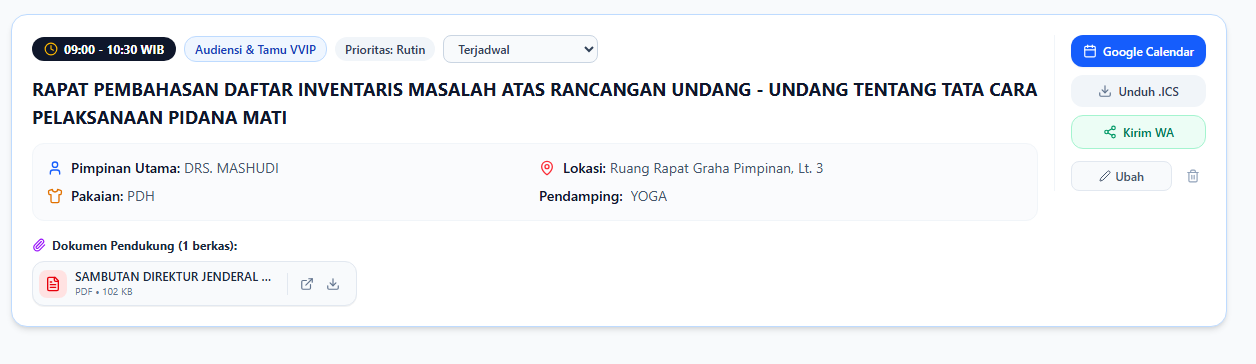 09:00 - 10:30 WIB
Audiensi & Tamu VVIP
Prioritas: Rutin
Terjadwal
RAPAT PEMBAHASAN DAFTAR INVENTARIS MASALAH ATAS RANCANGAN UNDANG - UNDANG TENTANG TATA CARA
PELAKSANAAN PIDANA MATI
Pimpinan Utama: DRS. MASHUDI
Lokasi: Ruang Rapat Graha Pimpinan, Lt. 3
Pakaian: PDH
Pendamping: YOGA
Dokumen Pendukung (1 berkas):
SAMBUTAN DIREKTUR JENDERAL ...
PDF • 102 KB
Google Calendar
Unduh .ICS
Kirim WA
Ubah